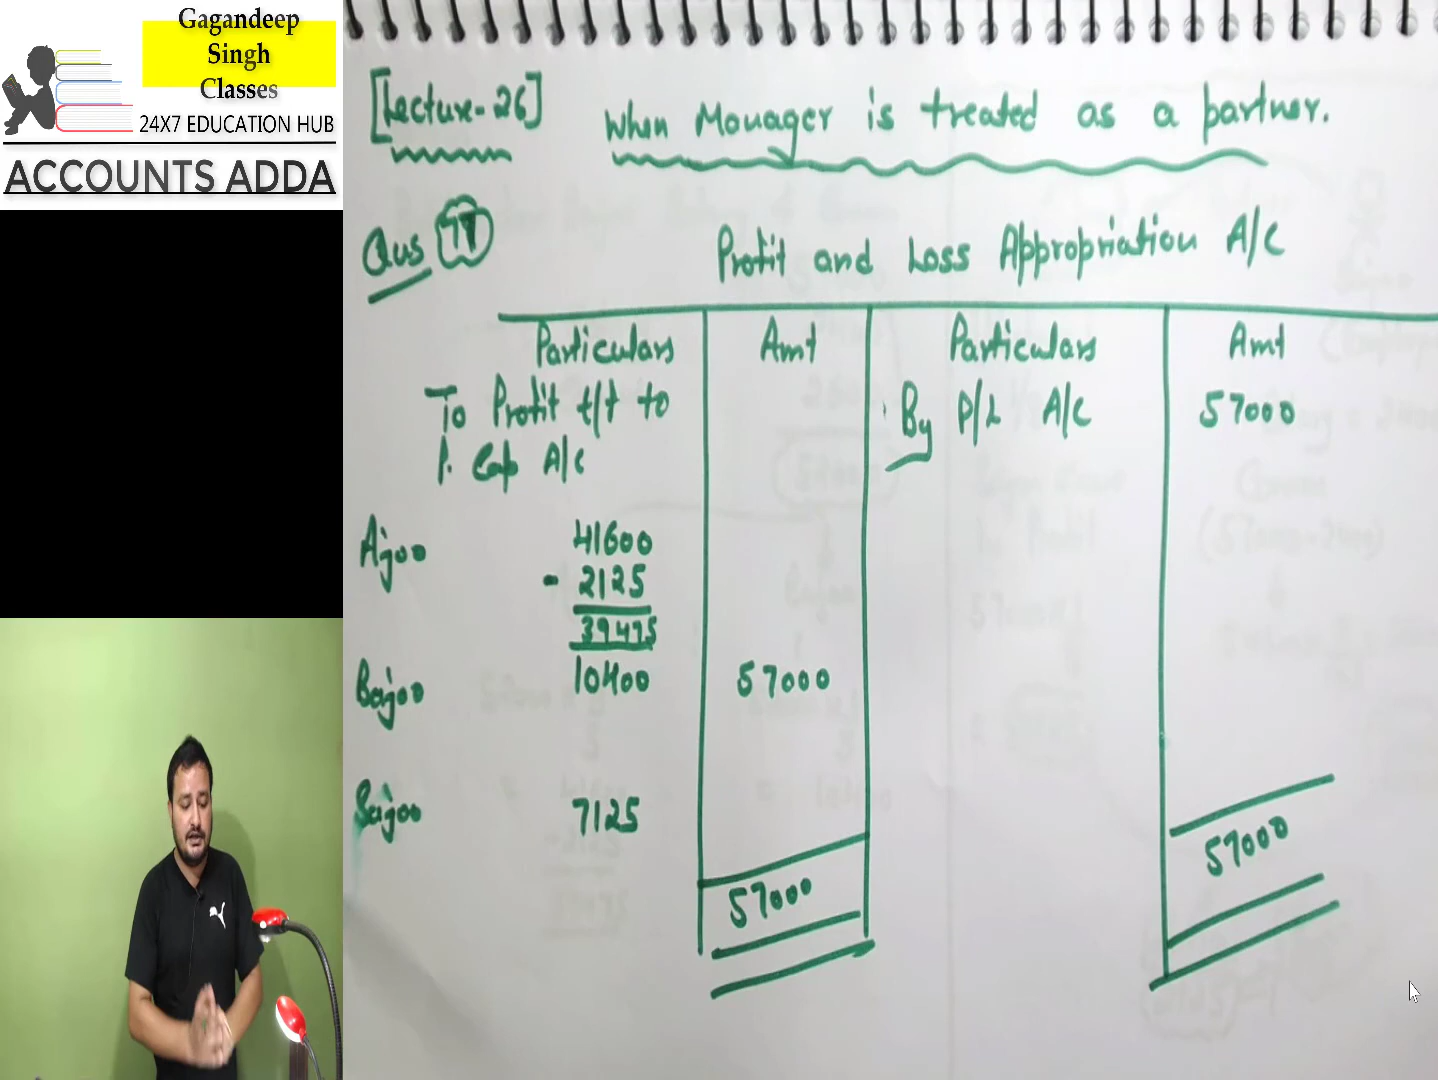 Gagandeep
Singh
Classes
24X7 EDUCATION HUB
ACCOUNTS ADDA
[Lecture-26] When Manager is treated as a partner.
Qus
Profit and Loss Appropriation A/C
Particulars Amt Particulars Amt
To Profit t/f to By P/L A/C 57000
P. Cap A/C
Ajoo 41600
- 2125
39475
Bajoo 10400 57000
Sajoo 7125
57000 57000